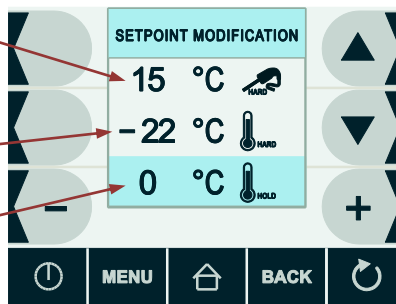 SETPOINT MODIFICATION
15 °C HARD
-22 °C HARD
0 °C HOLD
- +
MENU BACK